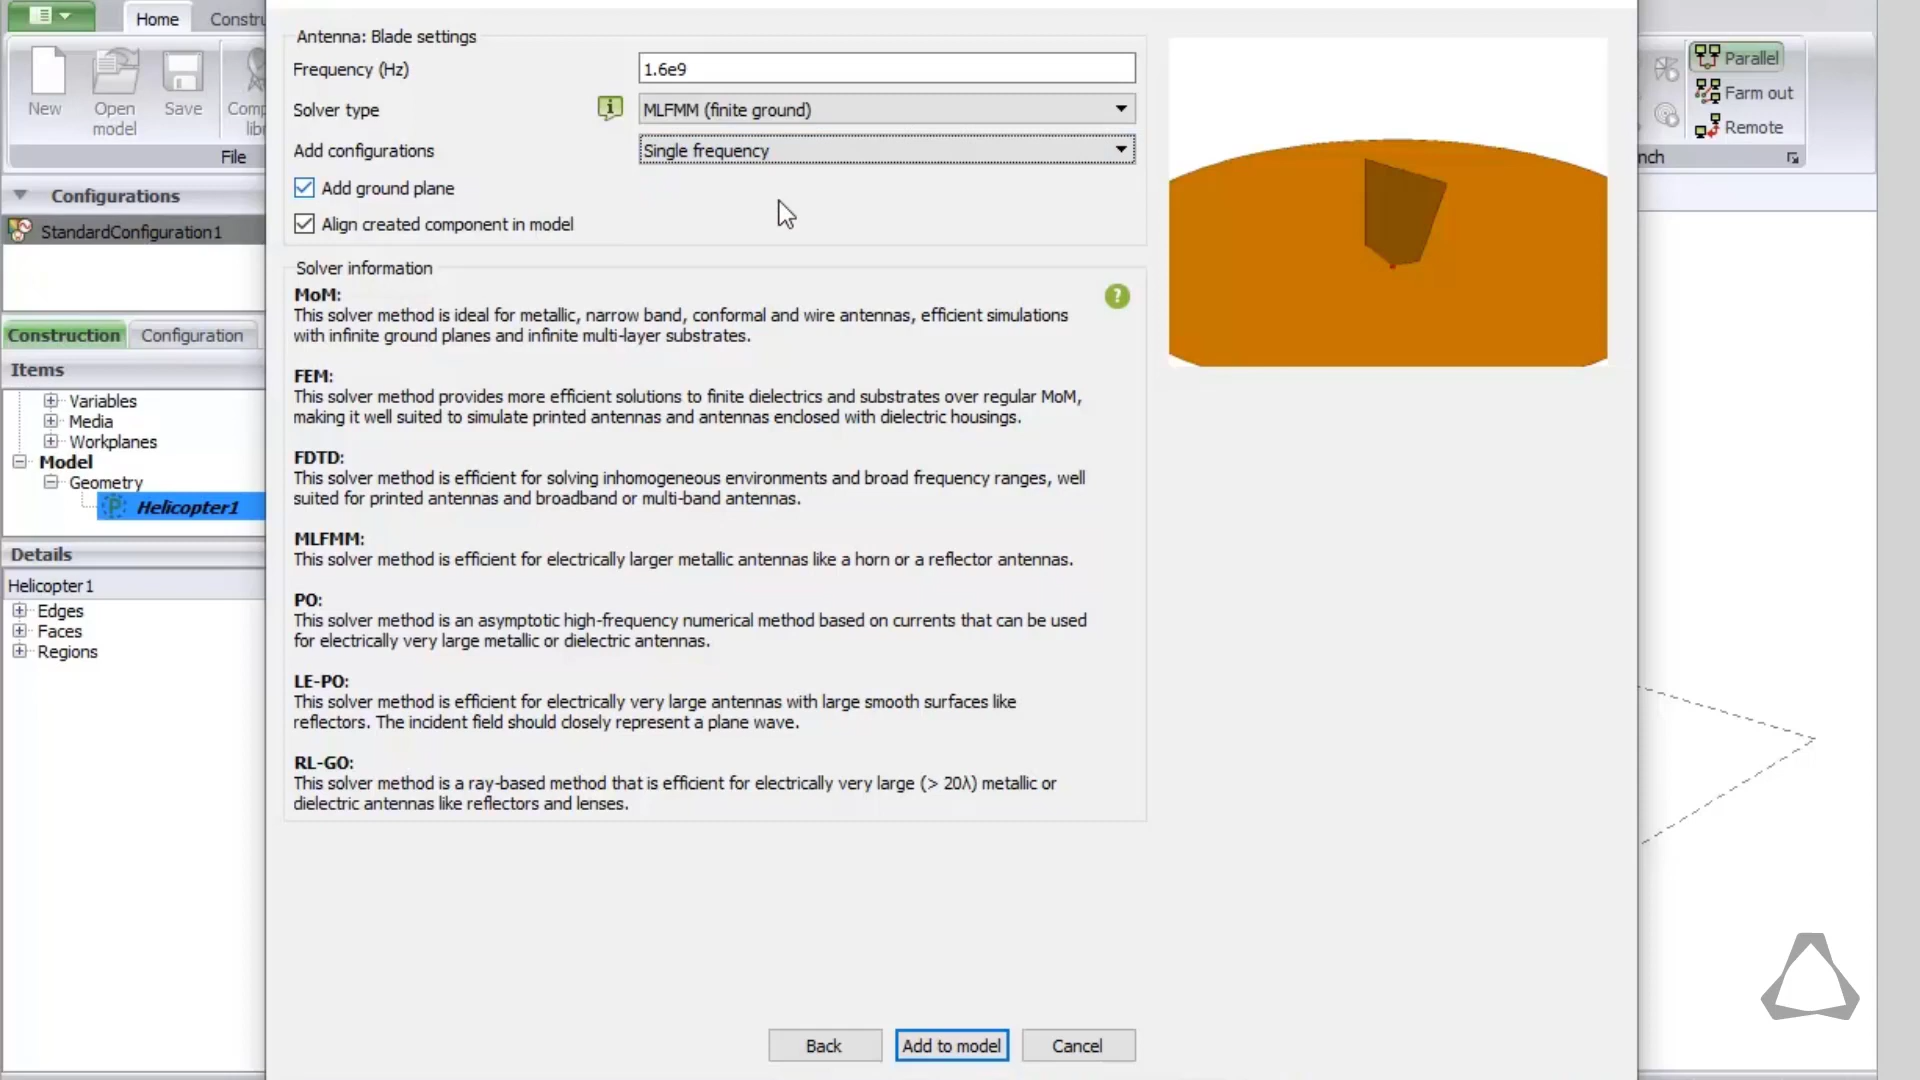 Home
Constru
New
Open
model
Save
Comp
libr
File
Parallel
Farm out
Remote
nch
Configurations
StandardConfiguration1
Construction
Configuration
Items
Variables
Media
Workplanes
Model
Geometry
Helicopter1
Details
Helicopter1
Edges
Faces
Regions
Antenna: Blade settings
Frequency (Hz)
1.6e9
Solver type
MLFMM (finite ground)
Add configurations
Single frequency
Add ground plane
Align created component in model
Solver information
MoM:
This solver method is ideal for metallic, narrow band, conformal and wire antennas, efficient simulations
with infinite ground planes and infinite multi-layer substrates.
FEM:
This solver method provides more efficient solutions to finite dielectrics and substrates over regular MoM,
making it well suited to simulate printed antennas and antennas enclosed with dielectric housings.
FDTD:
This solver method is efficient for solving inhomogeneous environments and broad frequency ranges, well
suited for printed antennas and broadband or multi-band antennas.
MLFMM:
This solver method is efficient for electrically larger metallic antennas like a horn or a reflector antennas.
PO:
This solver method is an asymptotic high-frequency numerical method based on currents that can be used
for electrically very large metallic or dielectric antennas.
LE-PO:
This solver method is efficient for electrically very large antennas with large smooth surfaces like
reflectors. The incident field should closely represent a plane wave.
RL-GO:
This solver method is a ray-based method that is efficient for electrically very large (> 20λ) metallic or
dielectric antennas like reflectors and lenses.
Back
Add to model
Cancel